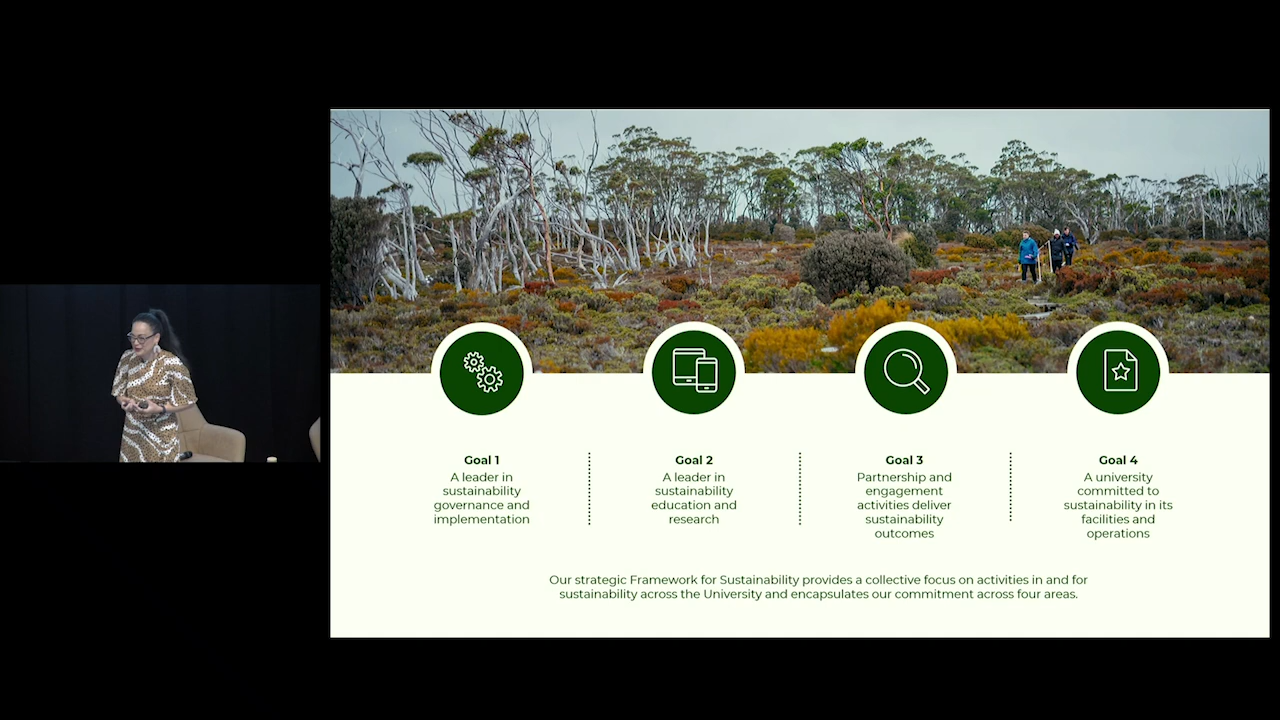 Goal 1
A leader in
sustainability
governance and
implementation
Goal 2
A leader in
sustainability
education and
research
Goal 3
Partnership and
engagement
activities deliver
sustainability
outcomes
Goal 4
A university
committed to
sustainability in its
facilities and
operations
Our strategic Framework for Sustainability provides a collective focus on activities in and for
sustainability across the University and encapsulates our commitment across four areas.